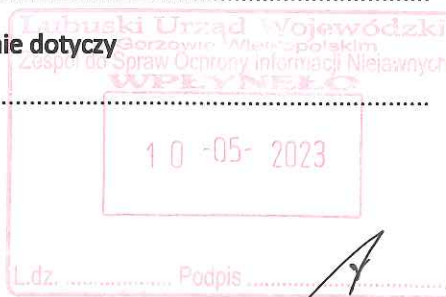 Lubuski Urząd Wojewódzki
nie dotyczy
w Gorzowie Wielkopolskim
Zespół do Spraw Ochrony Informacji Niejawnych
WPŁYNĘŁO
10 -05- 2023
L.dz. .................. Podpis ..................